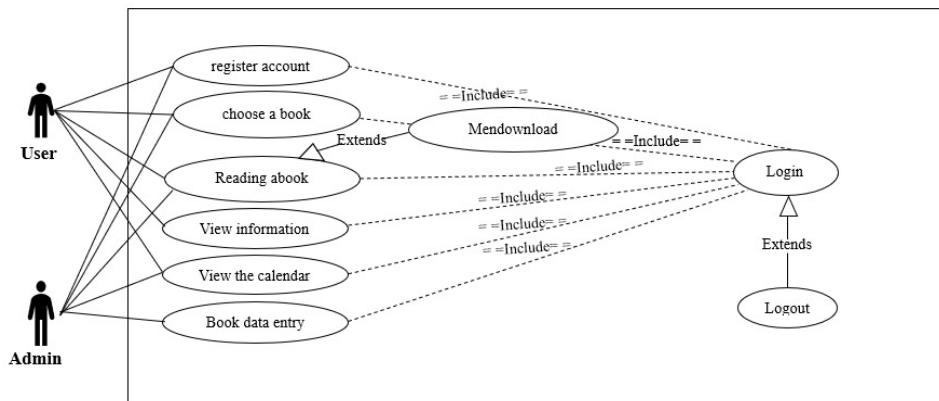 register account
= =Include= =
choose a book
Mendownload
Extends
= =Include= =
User
Reading abook
= =Include= =
Login
= =Include= =
View information
= =Include= =
= =Include= =
Extends
View the calendar
Book data entry
Logout
Admin